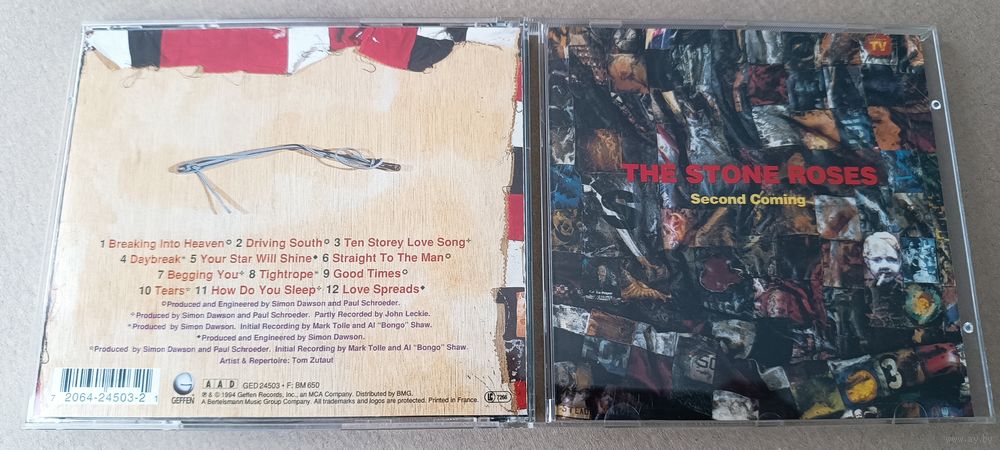 1 Breaking Into Heaven° 2 Driving South° 3 Ten Storey Love Song+
4 Daybreak* 5 Your Star Will Shine◆ 6 Straight To The Man°
7 Begging You+ 8 Tightrope* 9 Good Times°
10 Tears* 11 How Do You Sleep+ 12 Love Spreads◆
°Produced and Engineered by Simon Dawson and Paul Schroeder.
+Produced by Simon Dawson and Paul Schroeder. Partly Recorded by John Leckie.
*Produced by Simon Dawson. Initial Recording by Mark Tolle and Al "Bongo" Shaw.
◆Produced and Engineered by Simon Dawson.
*Produced by Simon Dawson and Paul Schroeder. Initial Recording by Mark Tolle and Al "Bongo" Shaw.
Artist & Repertoire: Tom Zutaut
7 2064-24503-2 1
GEFFEN
A A D
GED 24503 • F: BM 650
℗ & © 1994 Geffen Records, Inc., an MCA Company. Distributed by BMG.
A Bertelsmann Music Group Company. All trademarks and logos are protected. Printed in France.
LC 7266
TV
THE STONE ROSES
Second Coming
3
www.ay.by